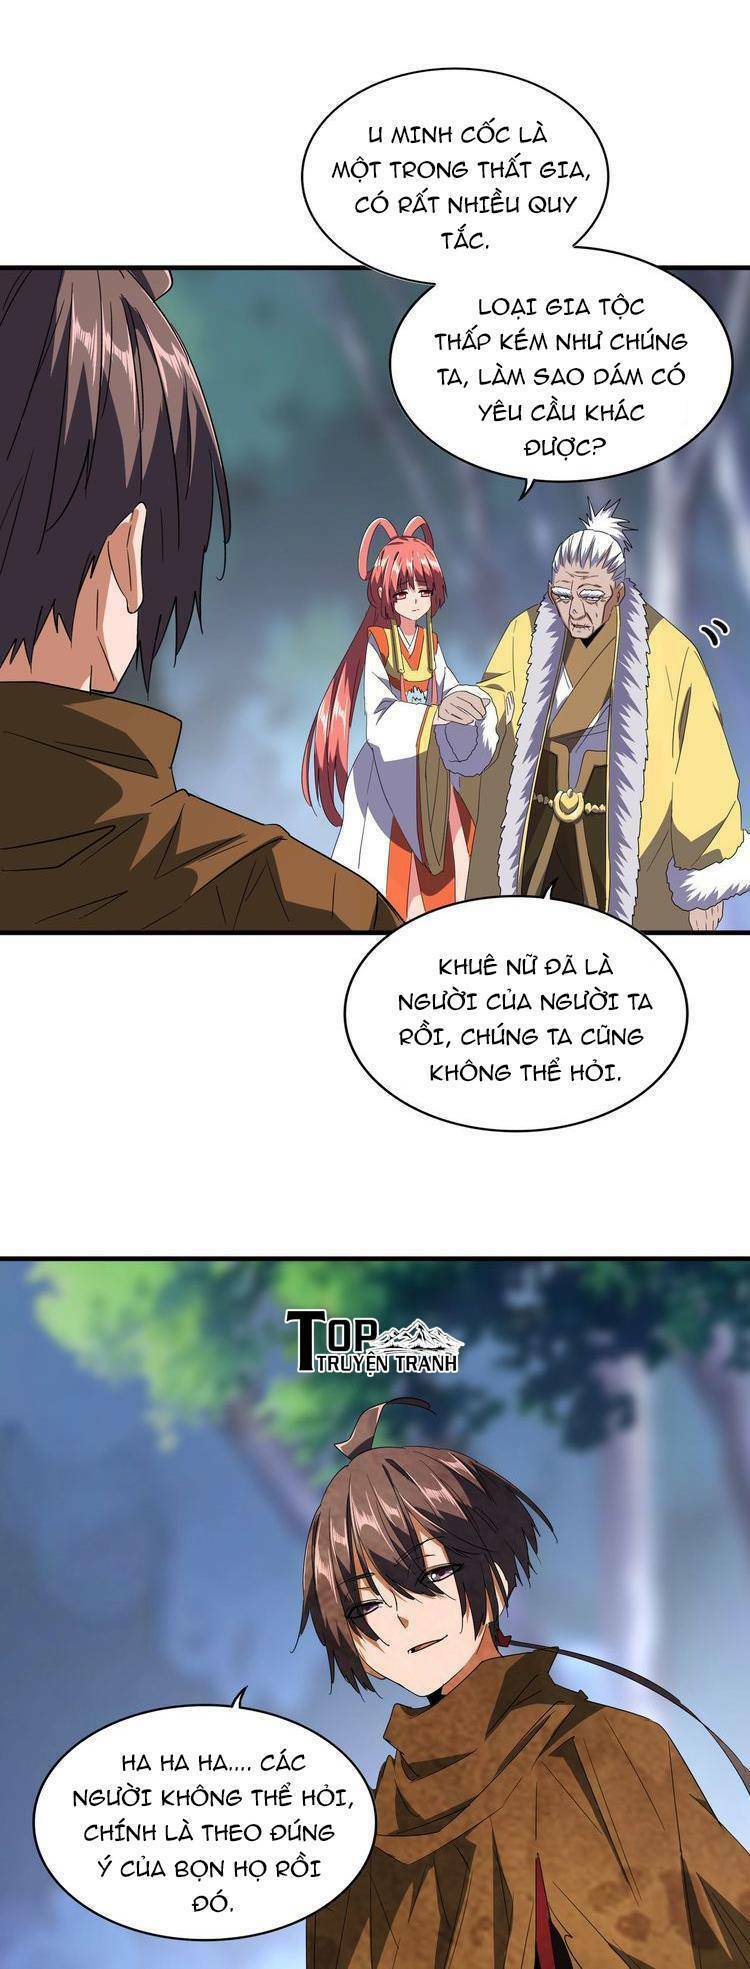 U MINH CỐC LÀ
MỘT TRONG THẤT GIA,
CÓ RẤT NHIỀU QUY
TẮC.
LOẠI GIA TỘC
THẤP KÉM NHƯ CHÚNG
TA, LÀM SAO DÁM CÓ
YÊU CẦU KHÁC
ĐƯỢC?
KHUÊ NỮ ĐÃ LÀ
NGƯỜI CỦA NGƯỜI TA
RỒI, CHÚNG TA CŨNG
KHÔNG THỂ HỎI.
TOP
TRUYỆN TRANH
HA HA HA.... CÁC
NGƯỜI KHÔNG THỂ HỎI,
CHÍNH LÀ THEO ĐÚNG
Ý CỦA BỌN HỌ RỒI
ĐÓ.